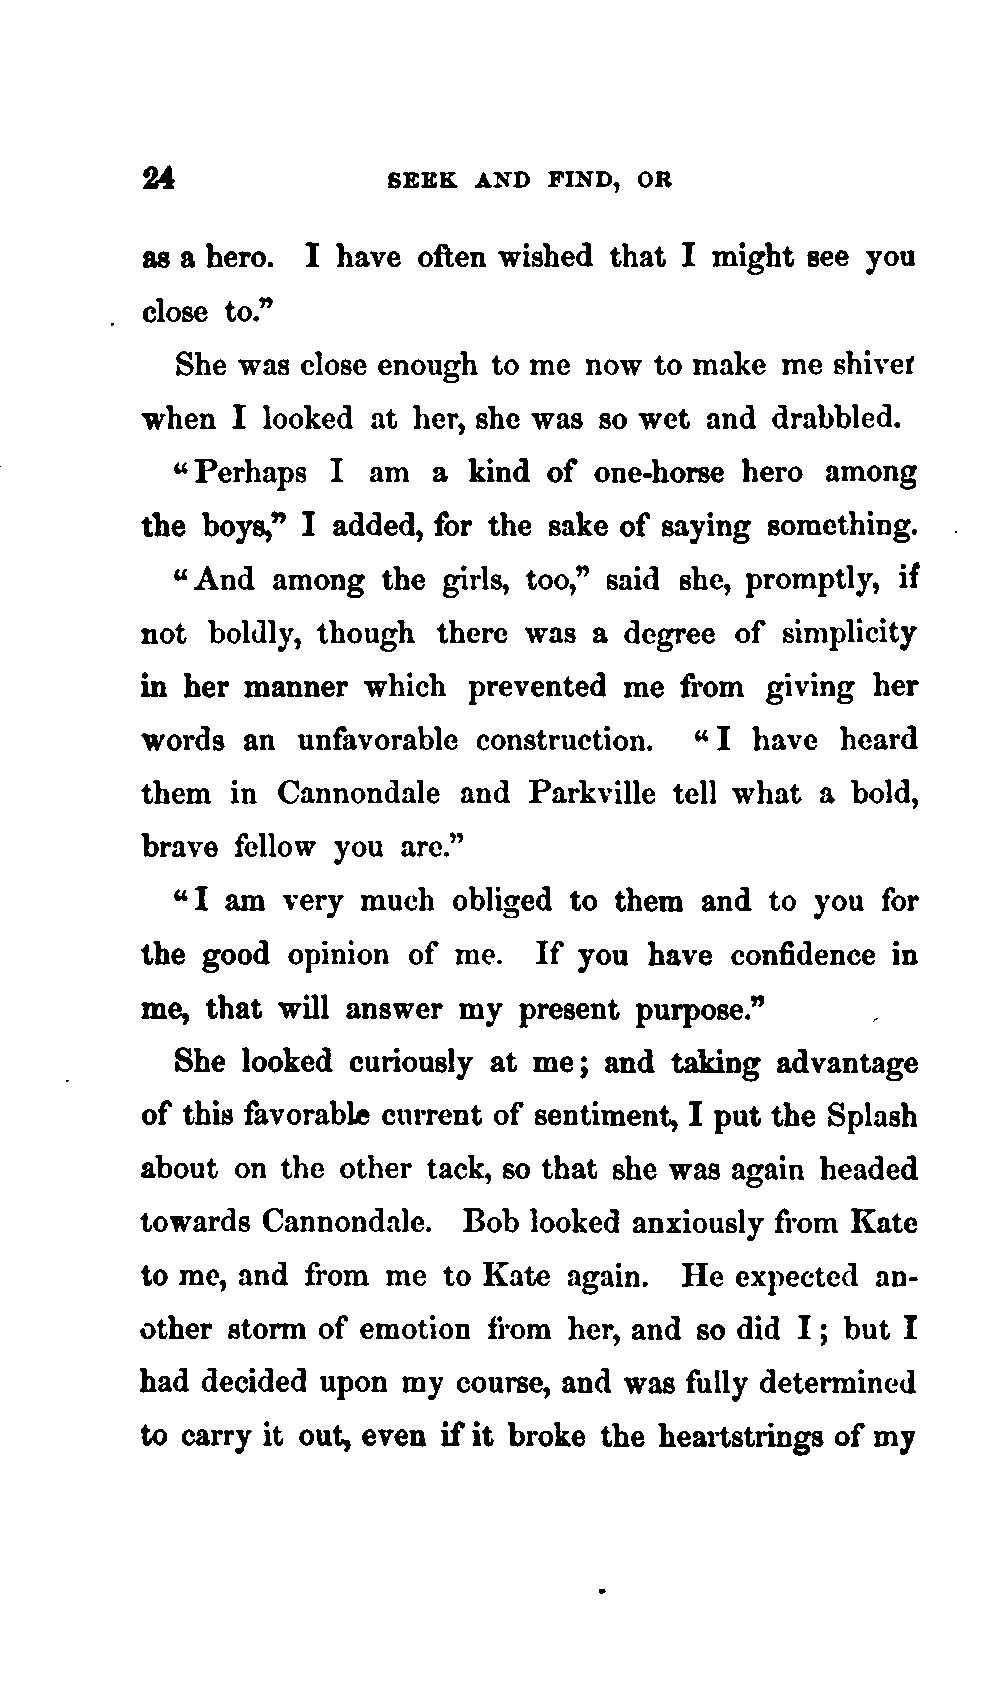 24 SEEK AND FIND, OR
as a hero. I have often wished that I might see you
close to.”
She was close enough to me now to make me shiver
when I looked at her, she was so wet and drabbled.
“Perhaps I am a kind of one-horse hero among
the boys,” I added, for the sake of saying something.
“And among the girls, too,” said she, promptly, if
not boldly, though there was a degree of simplicity
in her manner which prevented me from giving her
words an unfavorable construction. “I have heard
them in Cannondale and Parkville tell what a bold,
brave fellow you are.”
“I am very much obliged to them and to you for
the good opinion of me. If you have confidence in
me, that will answer my present purpose.”
She looked curiously at me; and taking advantage
of this favorable current of sentiment, I put the Splash
about on the other tack, so that she was again headed
towards Cannondale. Bob looked anxiously from Kate
to me, and from me to Kate again. He expected an-
other storm of emotion from her, and so did I; but I
had decided upon my course, and was fully determined
to carry it out, even if it broke the heartstrings of my